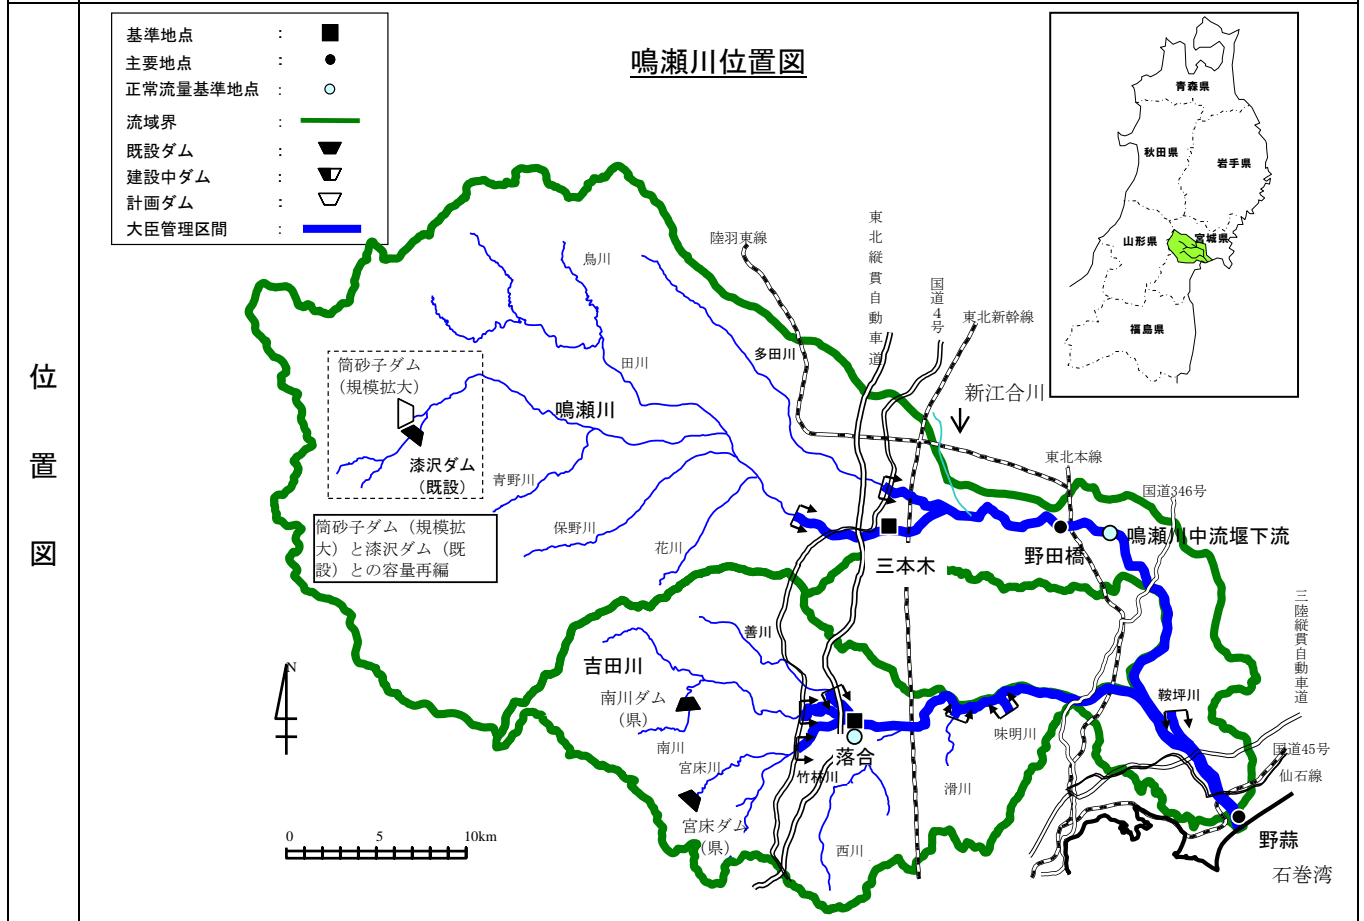 位置図
鳴瀬川位置図
基準地点 :
主要地点 :
正常流量基準地点 :
流域界 :
既設ダム :
建設中ダム :
計画ダム :
大臣管理区間 :
青森県
秋田県
岩手県
山形県
宮城県
福島県
陸羽東線
東北縦貫自動車道
国道4号
東北新幹線
新江合川
東北本線
国道346号
三陸縦貫自動車道
鳥川
田川
多田川
鳴瀬川
筒砂子ダム
(規模拡大)
漆沢ダム
(既設)
筒砂子ダム(規模拡
大)と漆沢ダム(既
設)との容量再編
青野川
保野川
花川
三本木
野田橋
鳴瀬川中流堰下流
善川
吉田川
南川ダム
(県)
南川
宮床川
宮床ダム
(県)
竹林川
落合
西川
滑川
味明川
鞍坪川
国道45号
仙石線
野蒜
石巻湾
N
0 5 10km